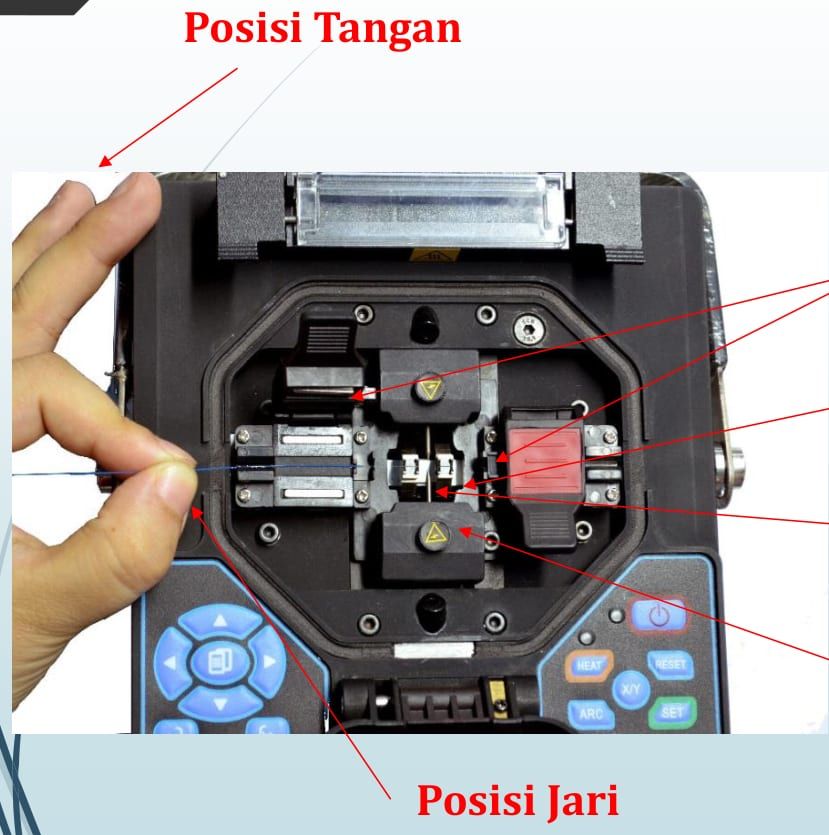 Posisi Tangan
HEAT
RESET
X/Y
ARC
SET
Posisi Jari